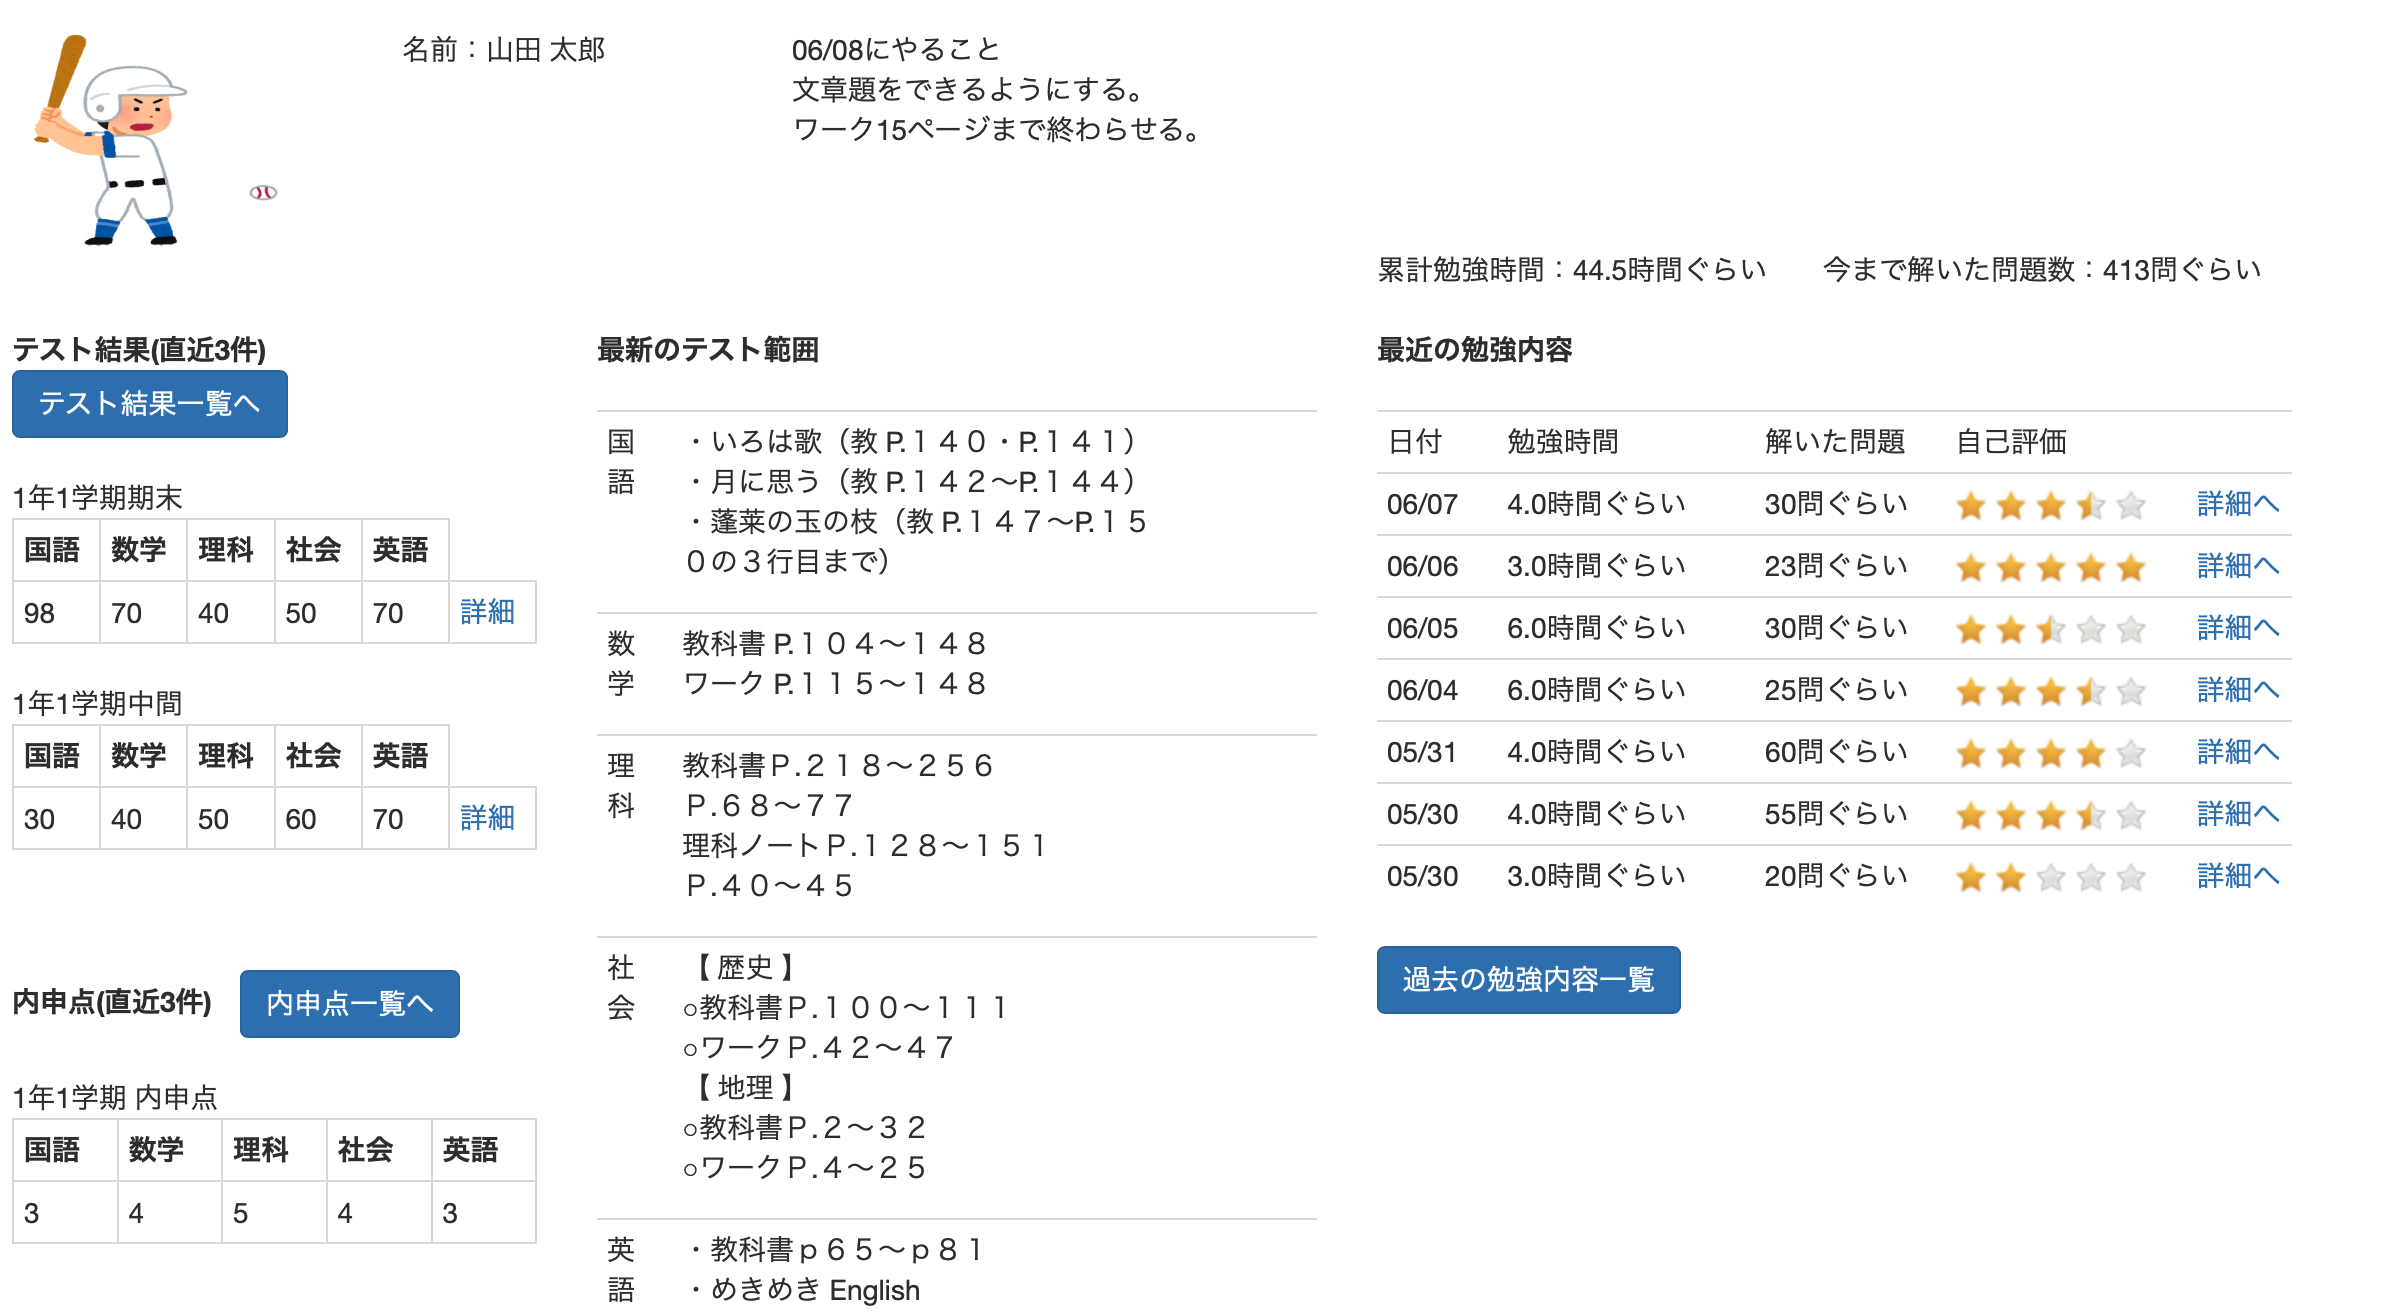 名前：山田 太郎
06/08にやること
文章題をできるようにする。
ワーク15ページまで終わらせる。
累計勉強時間：44.5時間ぐらい　　今まで解いた問題数：413問ぐらい
テスト結果(直近3件)
テスト結果一覧へ
1年1学期期末
国語 数学 理科 社会 英語
98 70 40 50 70 詳細
1年1学期中間
国語 数学 理科 社会 英語
30 40 50 60 70 詳細
内申点(直近3件) 内申点一覧へ
1年1学期 内申点
国語 数学 理科 社会 英語
3 4 5 4 3
最新のテスト範囲
国語
・いろは歌（教 P.１４０・P.１４１）
・月に思う（教 P.１４２〜P.１４４）
・蓬莱の玉の枝（教 P.１４７〜P.１５
０の３行目まで）
数学
教科書 P.１０４〜１４８
ワーク P.１１５〜１４８
理科
教科書Ｐ.２１８〜２５６
Ｐ.６８〜７７
理科ノートＰ.１２８〜１５１
Ｐ.４０〜４５
社会
【 歴史 】
○教科書Ｐ.１００〜１１１
○ワークＰ.４２〜４７
【 地理 】
○教科書Ｐ.２〜３２
○ワークＰ.４〜２５
英語
・教科書ｐ６５〜ｐ８１
・めきめき English
最近の勉強内容
日付 勉強時間 解いた問題 自己評価
06/07 4.0時間ぐらい 30問ぐらい 詳細へ
06/06 3.0時間ぐらい 23問ぐらい 詳細へ
06/05 6.0時間ぐらい 30問ぐらい 詳細へ
06/04 6.0時間ぐらい 25問ぐらい 詳細へ
05/31 4.0時間ぐらい 60問ぐらい 詳細へ
05/30 4.0時間ぐらい 55問ぐらい 詳細へ
05/30 3.0時間ぐらい 20問ぐらい 詳細へ
過去の勉強内容一覧